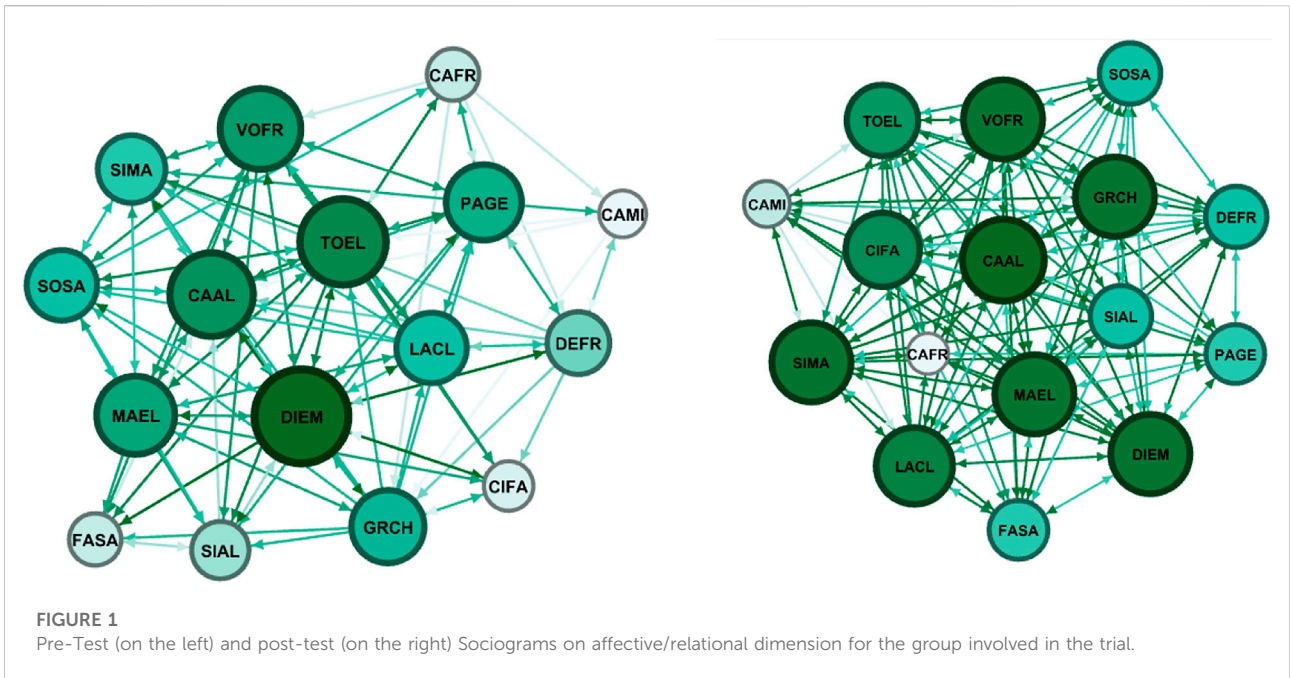 CAFR
VOFR
SIMA
PAGE
CAMI
TOEL
SOSA
CAAL
LACL
DEFR
MAEL
DIEM
CIFA
GRCH
FASA
SIAL
SOSA
TOEL
VOFR
GRCH
CAMI
DEFR
CIFA
CAAL
SIAL
SIMA
CAFR
PAGE
MAEL
LACL
DIEM
FASA
FIGURE 1
Pre-Test (on the left) and post-test (on the right) Sociograms on affective/relational dimension for the group involved in the trial.